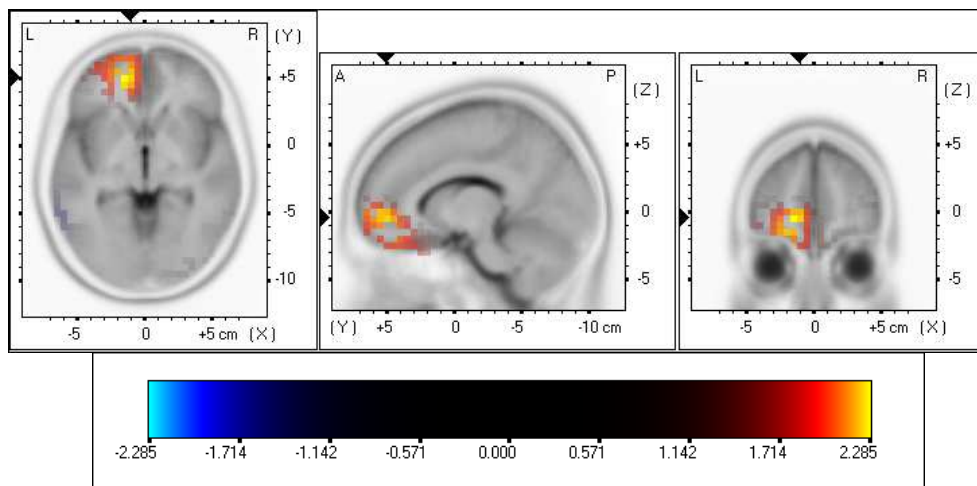 L R (Y)
+5
0
-5
-10
-5 0 +5 cm (X)
A P
(Z)
+5
0
-5
(Y) +5 0 -5 -10 cm
L R
(Z)
+5
0
-5
-5 0 +5 cm (X)
-2.285 -1.714 -1.142 -0.571 0.000 0.571 1.142 1.714 2.285